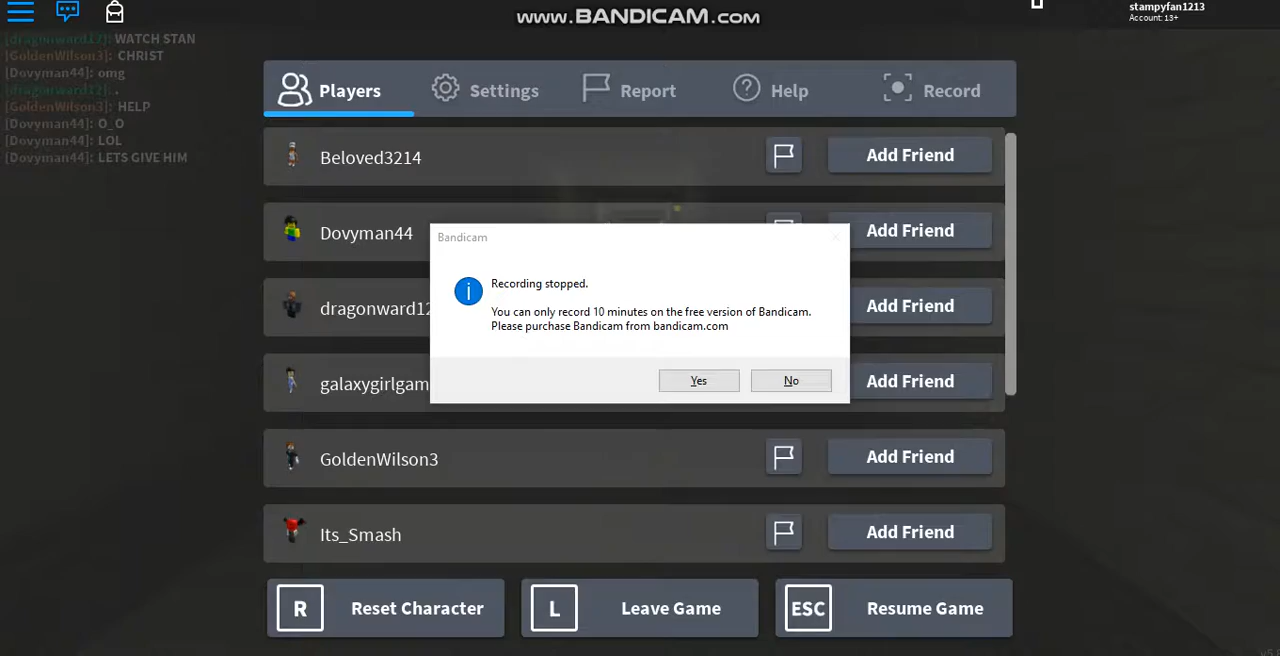 www.BANDICAM.com
stampyfan1213
Account: 13+
[dragonward12]: WATCH STAN
[GoldenWilson3]: CHRIST
[Dovyman44]: omg
[dragonward12]: .
[GoldenWilson3]: HELP
[Dovyman44]: O_O
[Dovyman44]: LOL
[Dovyman44]: LETS GIVE HIM
Players Settings Report Help Record
Beloved3214 Add Friend
Dovyman44 Add Friend
dragonward12 Add Friend
galaxygirlgam Add Friend
GoldenWilson3 Add Friend
Its_Smash Add Friend
Bandicam
Recording stopped.
You can only record 10 minutes on the free version of Bandicam.
Please purchase Bandicam from bandicam.com
Yes No
R Reset Character L Leave Game ESC Resume Game